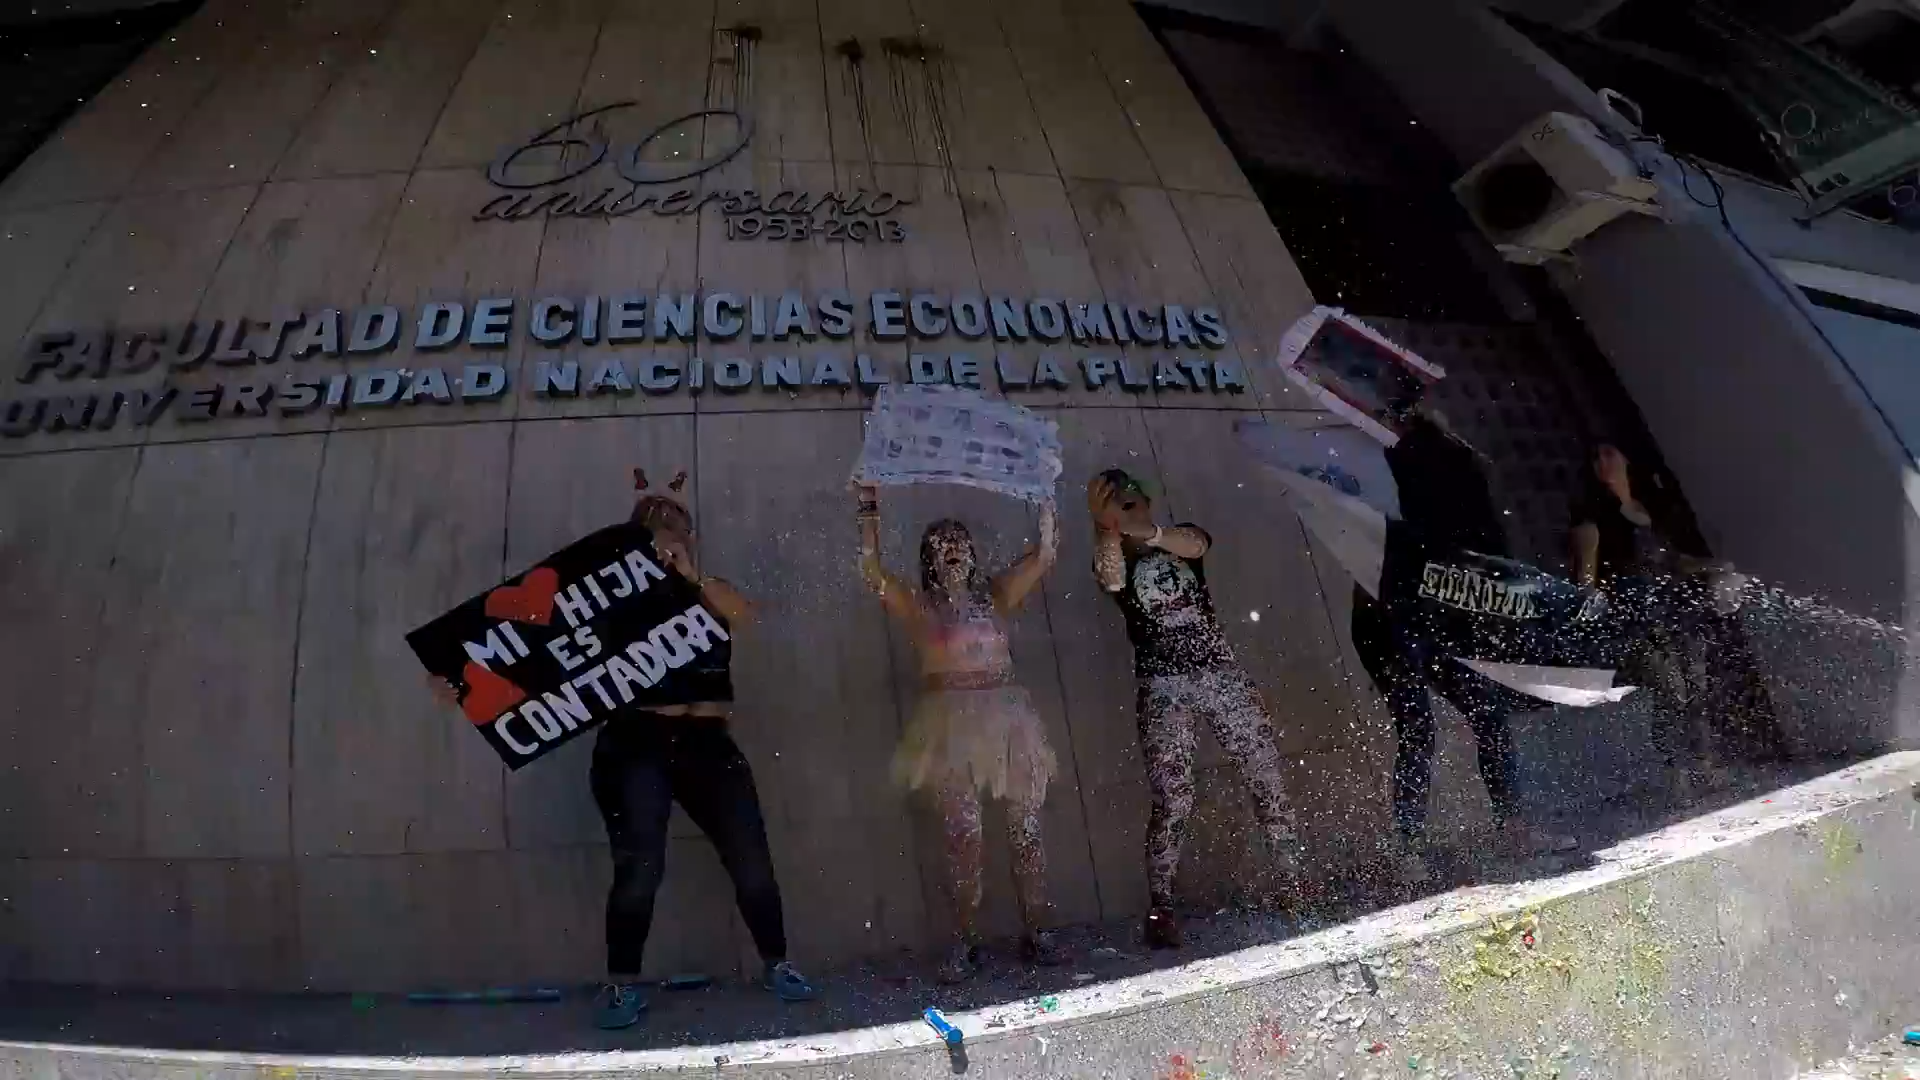 60
aniversario
1953-2013
FACULTAD DE CIENCIAS ECONOMICAS
UNIVERSIDAD NACIONAL DE LA PLATA
MI HIJA
ES
CONTADORA